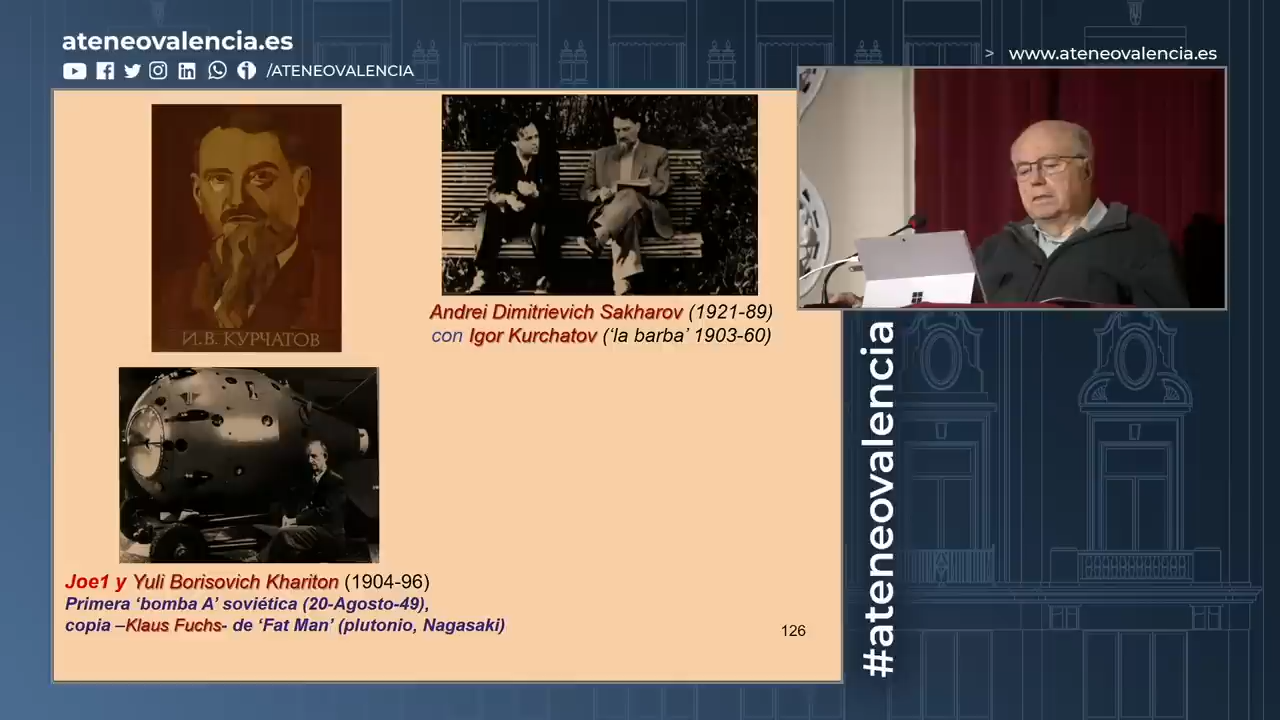 ateneovalencia.es
/ATENEOVALENCIA
> www.ateneovalencia.es
И.В. КУРЧАТОВ
Andrei Dimitrievich Sakharov (1921-89)
con Igor Kurchatov (‘la barba’ 1903-60)
Joe1 y Yuli Borisovich Khariton (1904-96)
Primera ‘bomba A’ soviética (20-Agosto-49),
copia –Klaus Fuchs- de ‘Fat Man’ (plutonio, Nagasaki)
126
#ateneovalencia